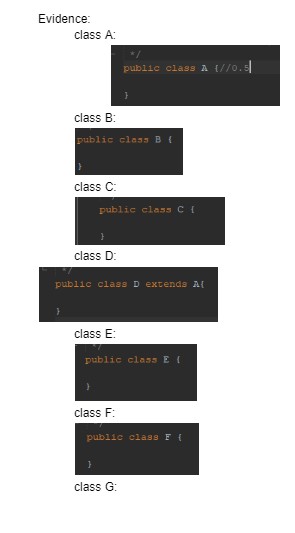 Evidence:
class A:
*/
public class A {//0.5
}
class B:
public class B {
}
class C:
public class C {
}
class D:
*/
public class D extends A{
}
class E:
*/
public class E {
}
class F:
public class F {
}
class G: